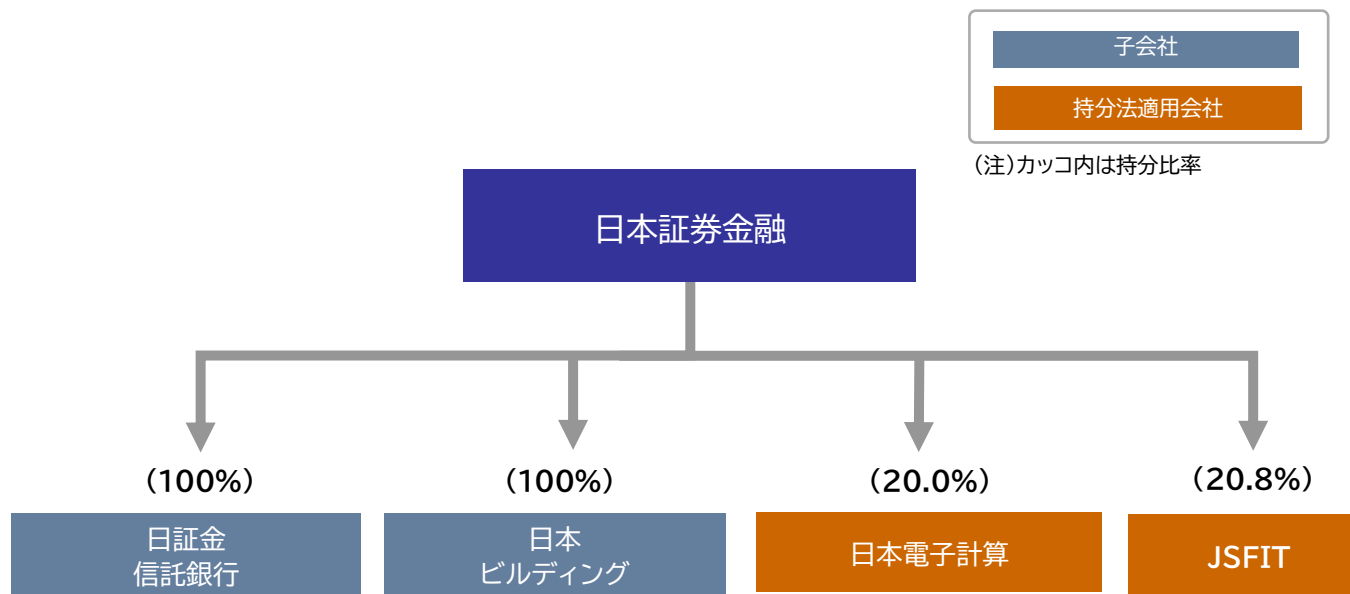 子会社
持分法適用会社
（注）カッコ内は持分比率
日本証券金融
（100%）
（100%）
（20.0%）
（20.8%）
日証金
信託銀行
日本
ビルディング
日本電子計算
JSFIT